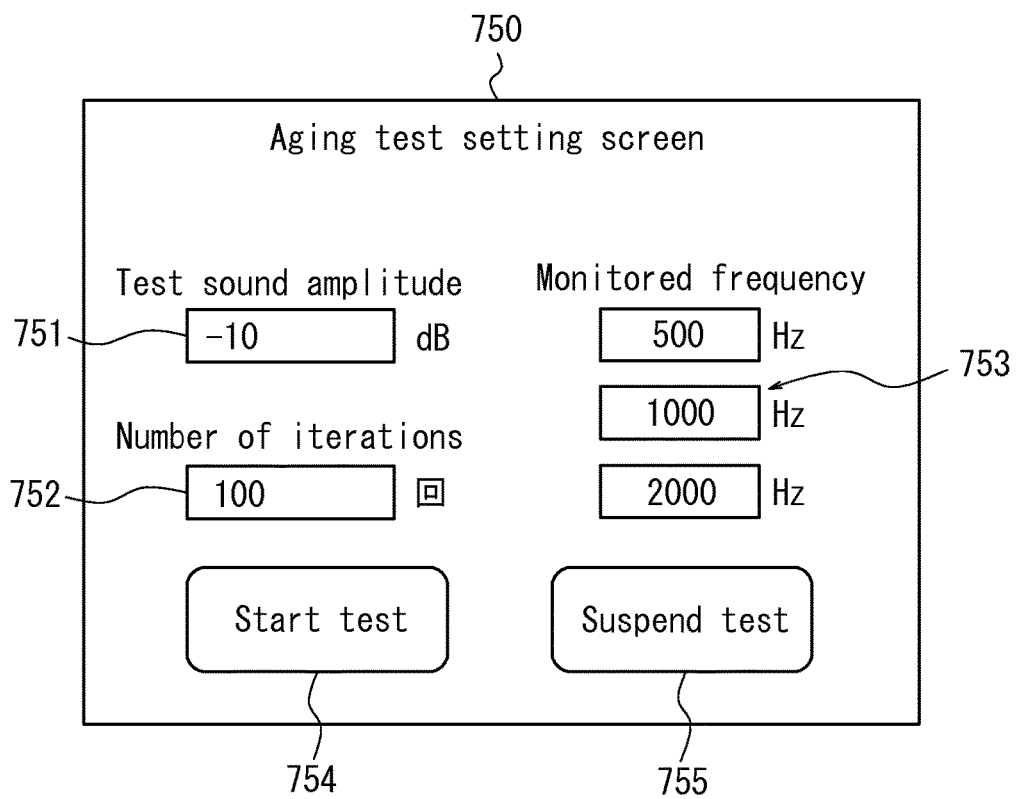 750
Aging test setting screen
Test sound amplitude
751
-10 dB
Number of iterations
752
100 回
Monitored frequency
500 Hz
1000 Hz
2000 Hz
753
Start test
754
Suspend test
755